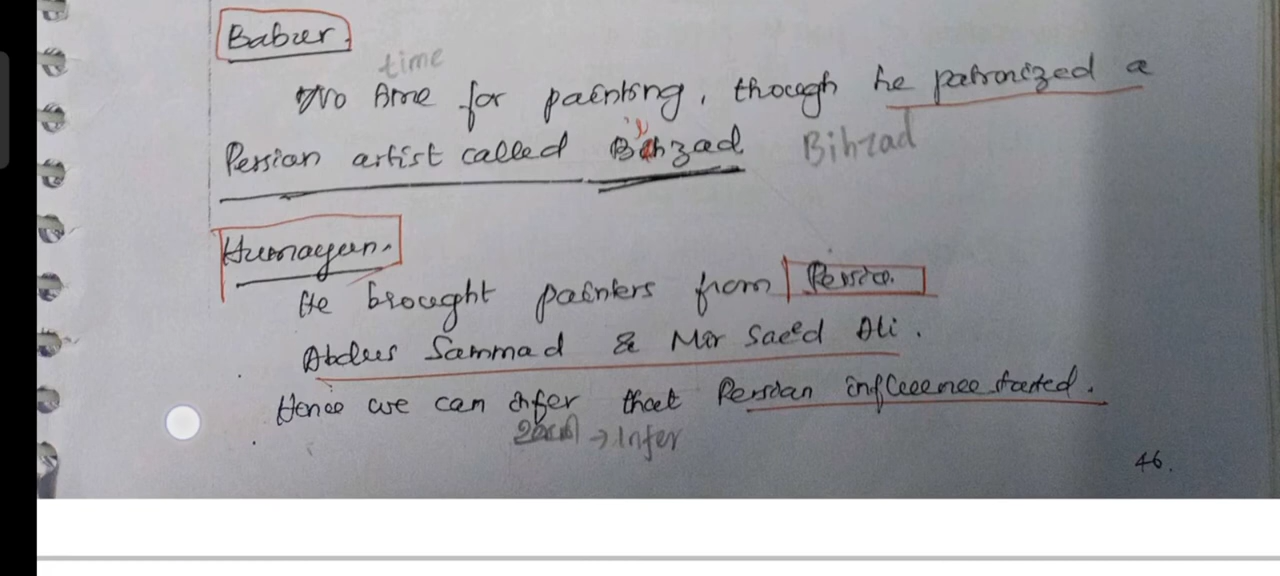 Babur.
time
No time for painting, though he patronized a
Persian artist called Bihzad Bihzad
Humayun.
He brought painters from Persia.
Abdus Sammad & Mir Saeed Ali.
Hence we can infer that Persian influence started.
→ Infer
46.